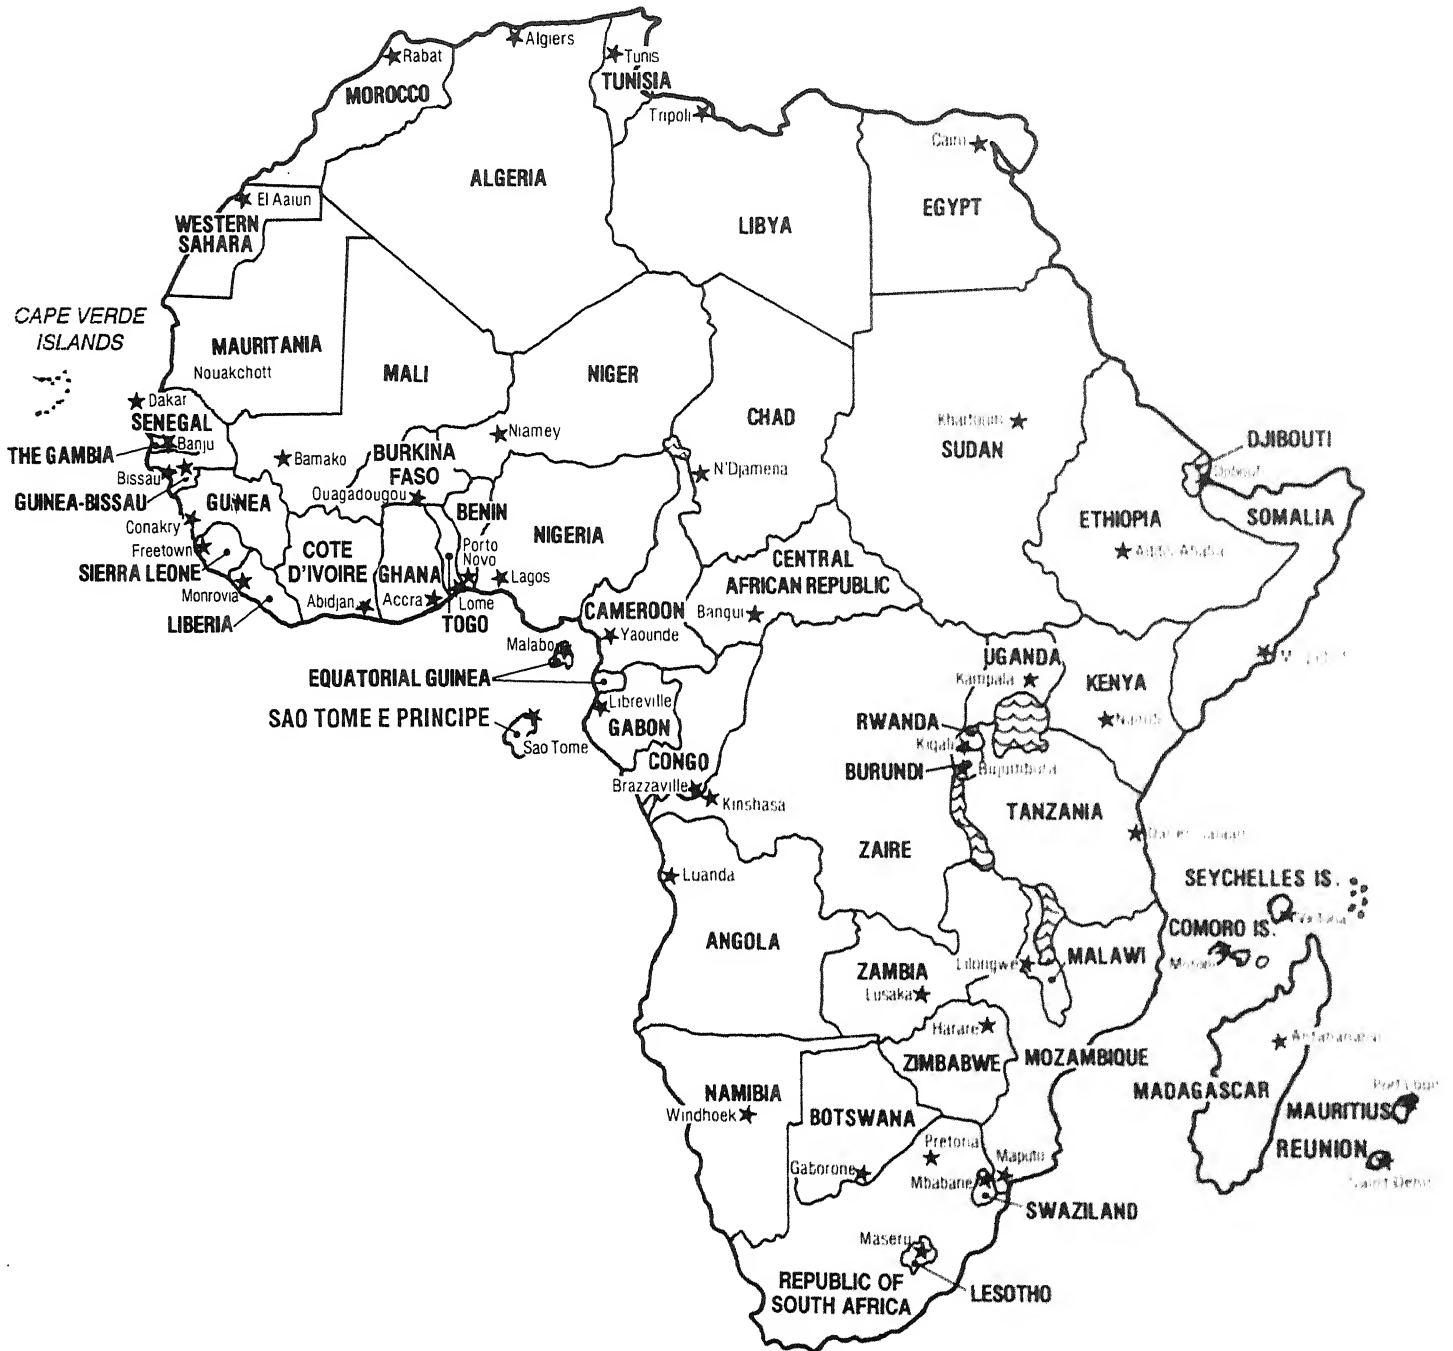 Algiers
Rabat
Tunis
TUNISIA
MOROCCO
Tripoli
Cairo
ALGERIA
El Aaiun
EGYPT
WESTERN
SAHARA
LIBYA
CAPE VERDE
ISLANDS
MAURITANIA
Nouakchott
MALI
NIGER
Dakar
SENEGAL
CHAD
Khartoum
SUDAN
Niamey
Banju
THE GAMBIA
BURKINA
FASO
Bamako
DJIBOUTI
N'Djamena
Bissau
GUINEA-BISSAU
GUINEA
Ouagadougou
BENIN
NIGERIA
ETHIOPIA
SOMALIA
Conakry
Freetown
COTE
D'IVOIRE
Porto
Novo
CENTRAL
AFRICAN REPUBLIC
SIERRA LEONE
GHANA
Lagos
Monrovia
Abidjan
Accra
Lome
LIBERIA
TOGO
CAMEROON
Bangui
Yaounde
Malabo
UGANDA
Kampala
KENYA
EQUATORIAL GUINEA
Libreville
GABON
SAO TOME E PRINCIPE
Sao Tome
RWANDA
Kigali
CONGO
BURUNDI
Bujumbura
Brazzaville
Kinshasa
TANZANIA
ZAIRE
Luanda
SEYCHELLES IS.
COMORO IS.
ANGOLA
ZAMBIA
Lusaka
Lilongwe
MALAWI
Harare
ZIMBABWE
MOZAMBIQUE
MADAGASCAR
NAMIBIA
Windhoek
BOTSWANA
MAURITIUS
REUNION
Pretoria
Gaborone
Maputo
Mbabane
SWAZILAND
Maseru
REPUBLIC OF
SOUTH AFRICA
LESOTHO